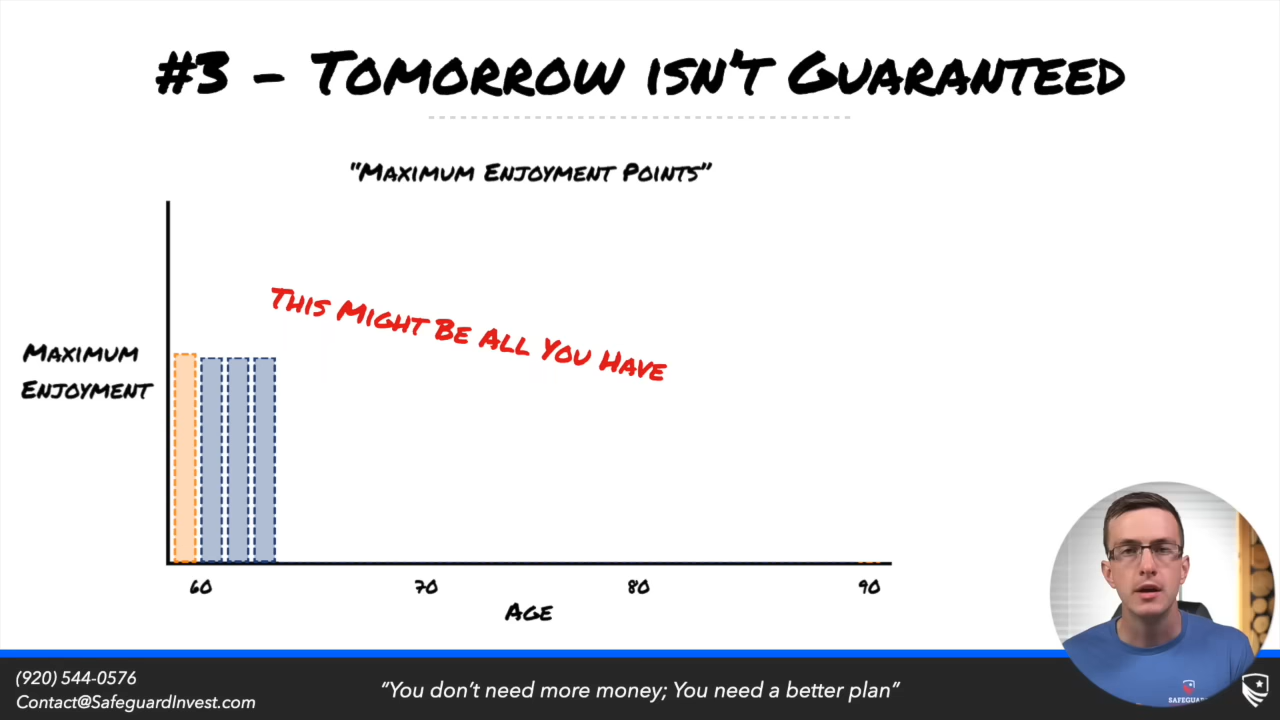 #3 – Tomorrow isn't Guaranteed
"Maximum Enjoyment Points"
This Might Be All You Have
Maximum
Enjoyment
60 70 80 90
Age
(920) 544-0576
Contact@SafeguardInvest.com
"You don't need more money; You need a better plan"